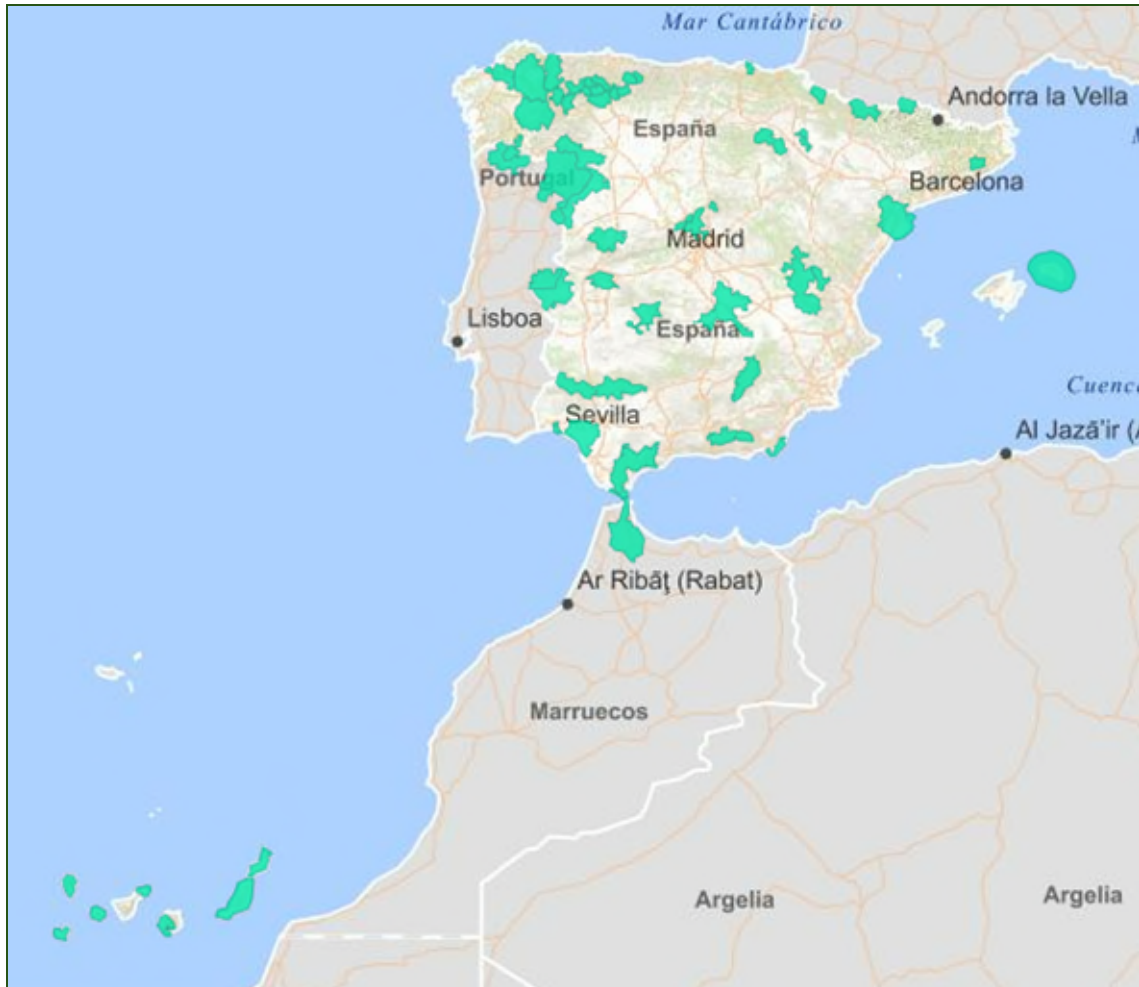 Mar Cantábrico
Andorra la Vella
España
M
Portugal
Barcelona
Madrid
Lisboa
España
Cuenca
Sevilla
Al Jazā'ir (A
Ar Ribāţ (Rabat)
Marruecos
Argelia
Argelia